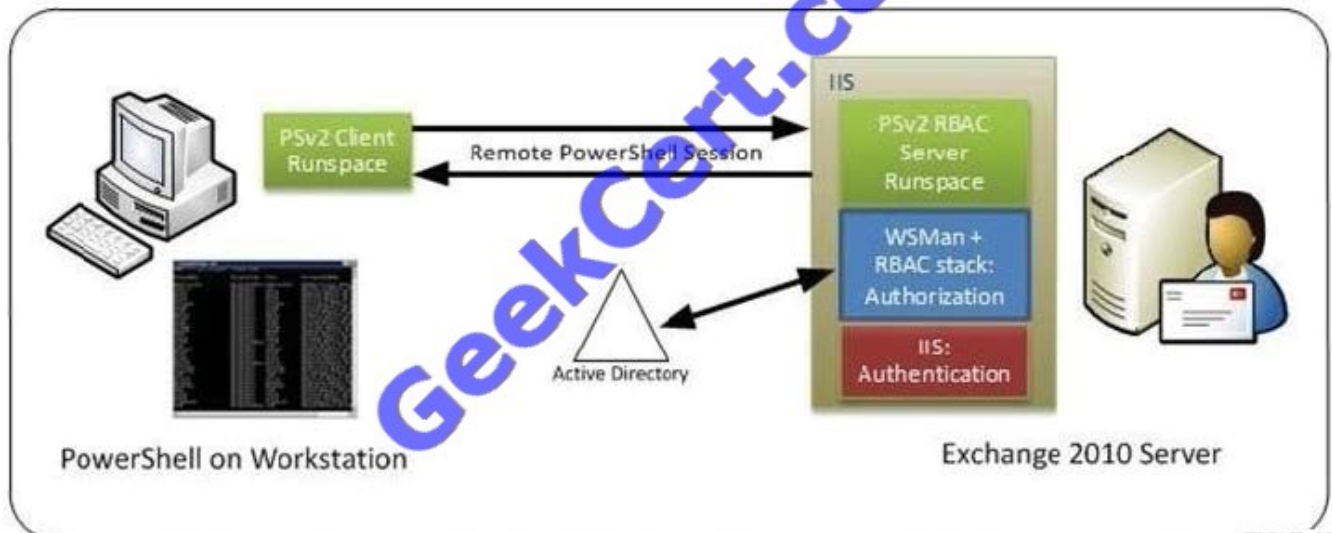 GeekCert.co
IIS
PSv2 Client
Runspace
Remote PowerShell Session
PSv2 RBAC
Server
Runspace
WSMan +
RBAC stack:
Authorization
Active Directory
IIS:
Authentication
PowerShell on Workstation
Exchange 2010 Server